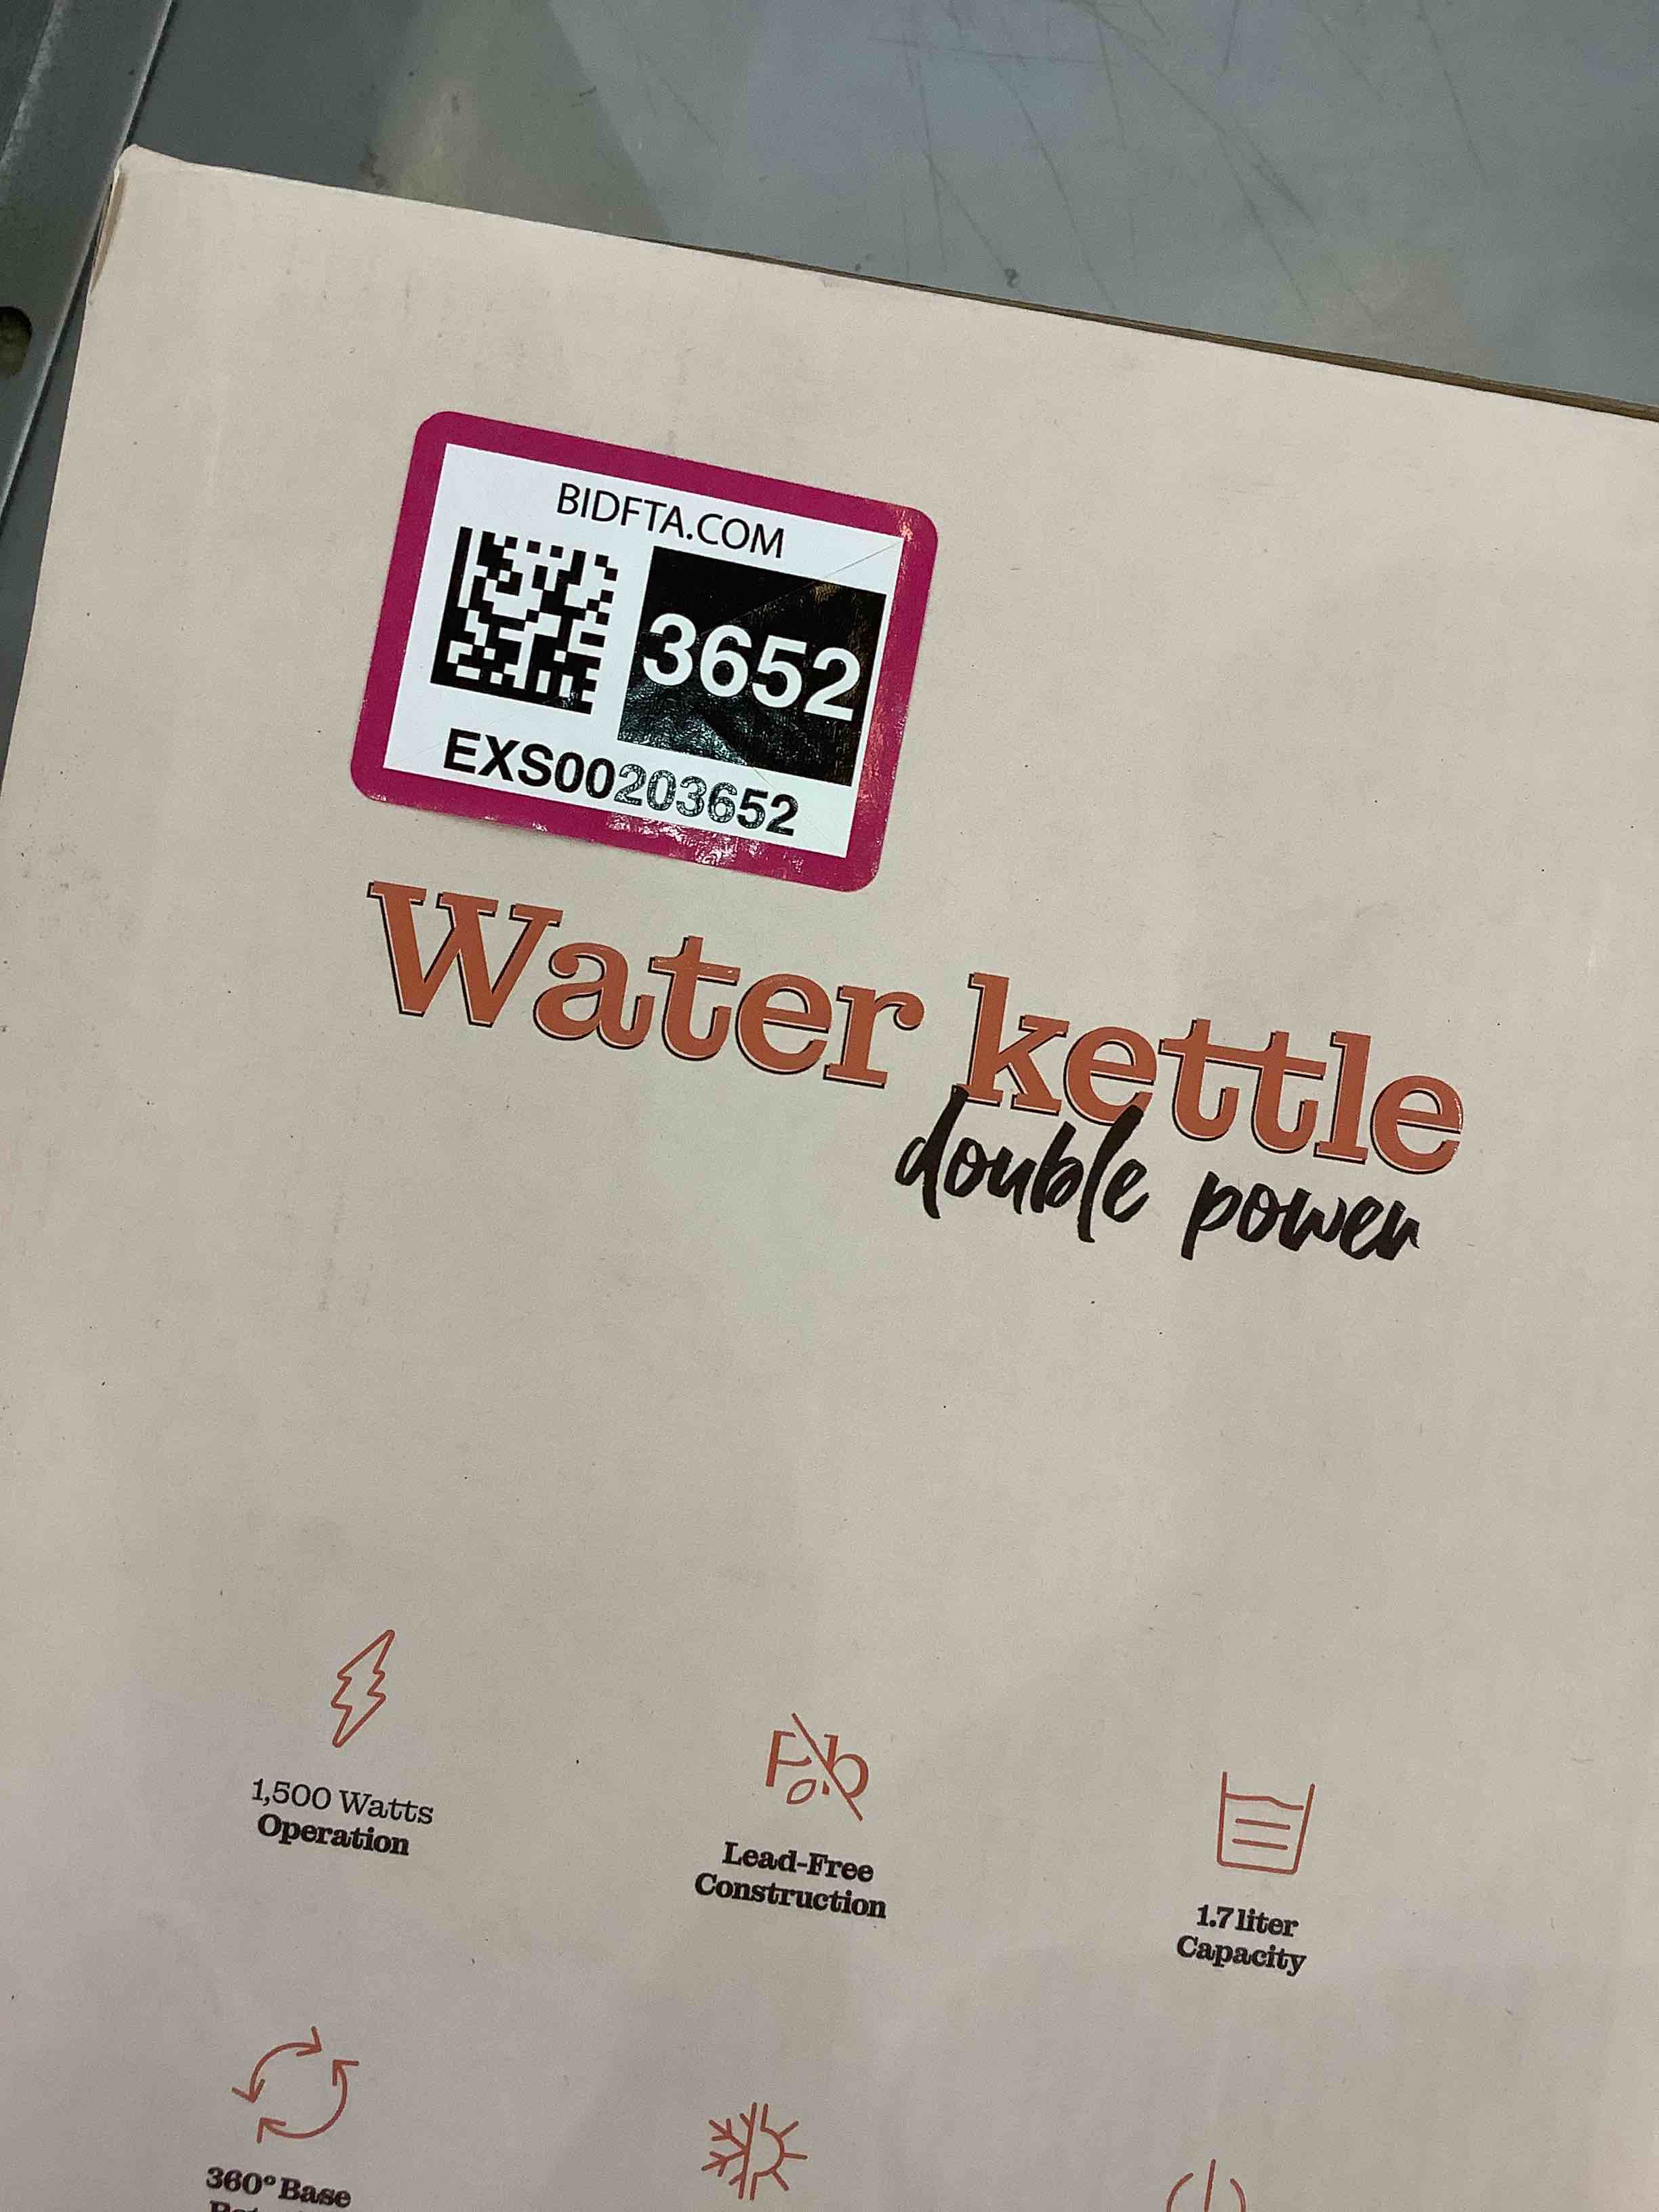 BIDFTA.COM
3652
EXS00203652
Water kettle
double power
1,500 Watts
Operation
Lead-Free
Construction
1.7 liter
Capacity
360° Base